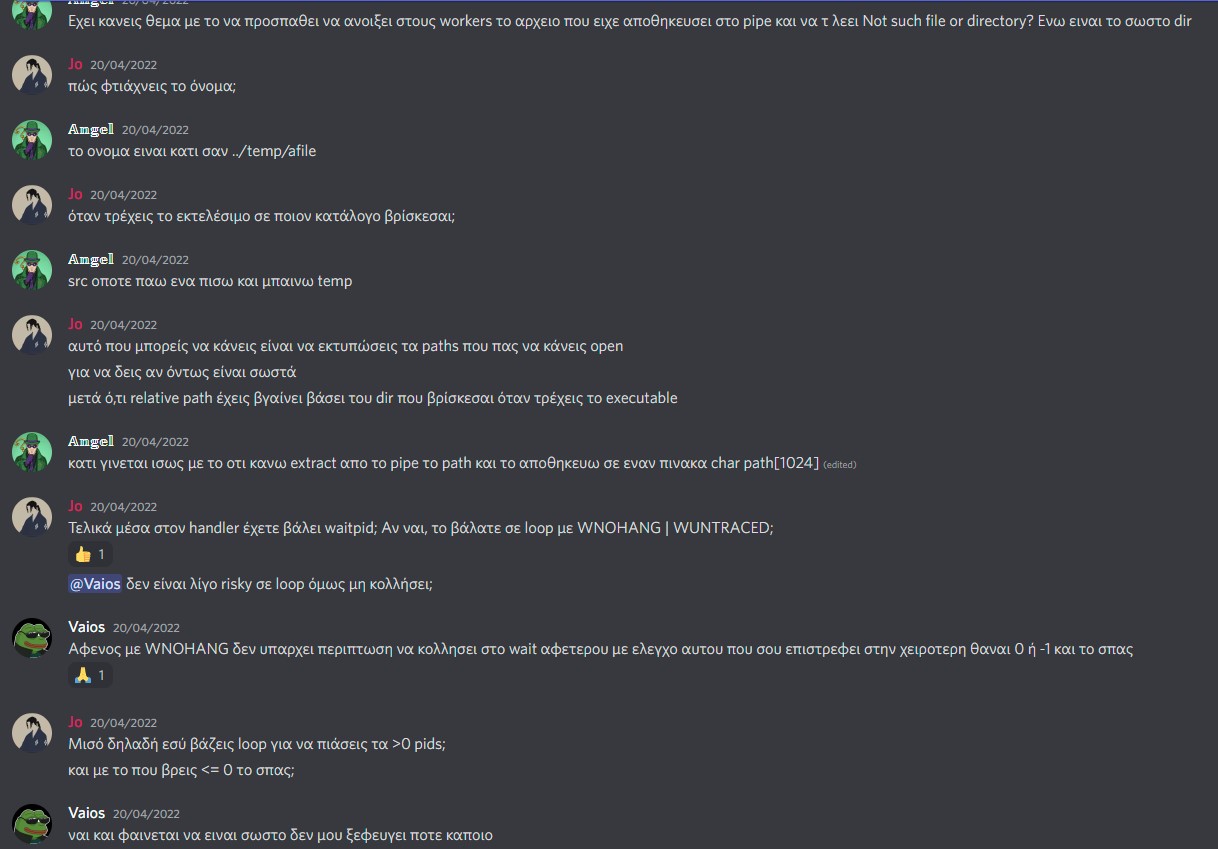 Εχει κανεις θεμα με το να προσπαθει να ανοιξει στους workers το αρχειο που ειχε αποθηκευσει στο pipe και να τ λεει Not such file or directory? Ενω ειναι το σωστο dir
Jo 20/04/2022
πώς φτιάχνεις το όνομα;
Angel 20/04/2022
το ονομα ειναι κατι σαν ../temp/afile
Jo 20/04/2022
όταν τρέχεις το εκτελέσιμο σε ποιον κατάλογο βρίσκεσαι;
Angel 20/04/2022
src οποτε παω ενα πισω και μπαινω temp
Jo 20/04/2022
αυτό που μπορείς να κάνεις είναι να εκτυπώσεις τα paths που πας να κάνεις open
για να δεις αν όντως είναι σωστά
μετά ό,τι relative path έχεις βγαίνει βάσει του dir που βρίσκεσαι όταν τρέχεις το executable
Angel 20/04/2022
κατι γινεται ισως με το οτι κανω extract απο το pipe το path και το αποθηκευω σε εναν πινακα char path[1024] (edited)
Jo 20/04/2022
Τελικά μέσα στον handler έχετε βάλει waitpid; Αν ναι, το βάλατε σε loop με WNOHANG | WUNTRACED;
👍 1
@Vaios δεν είναι λίγο risky σε loop όμως μη κολλήσει;
Vaios 20/04/2022
Αφενος με WNOHANG δεν υπαρχει περιπτωση να κολλησει στο wait αφετερου με ελεγχο αυτου που σου επιστρεφει στην χειροτερη θαναι 0 ή -1 και το σπας
🙏 1
Jo 20/04/2022
Μισό δηλαδή εσύ βάζεις loop για να πιάσεις τα >0 pids;
και με το που βρεις <= 0 το σπας;
Vaios 20/04/2022
ναι και φαινεται να ειναι σωστο δεν μου ξεφευγει ποτε καποιο